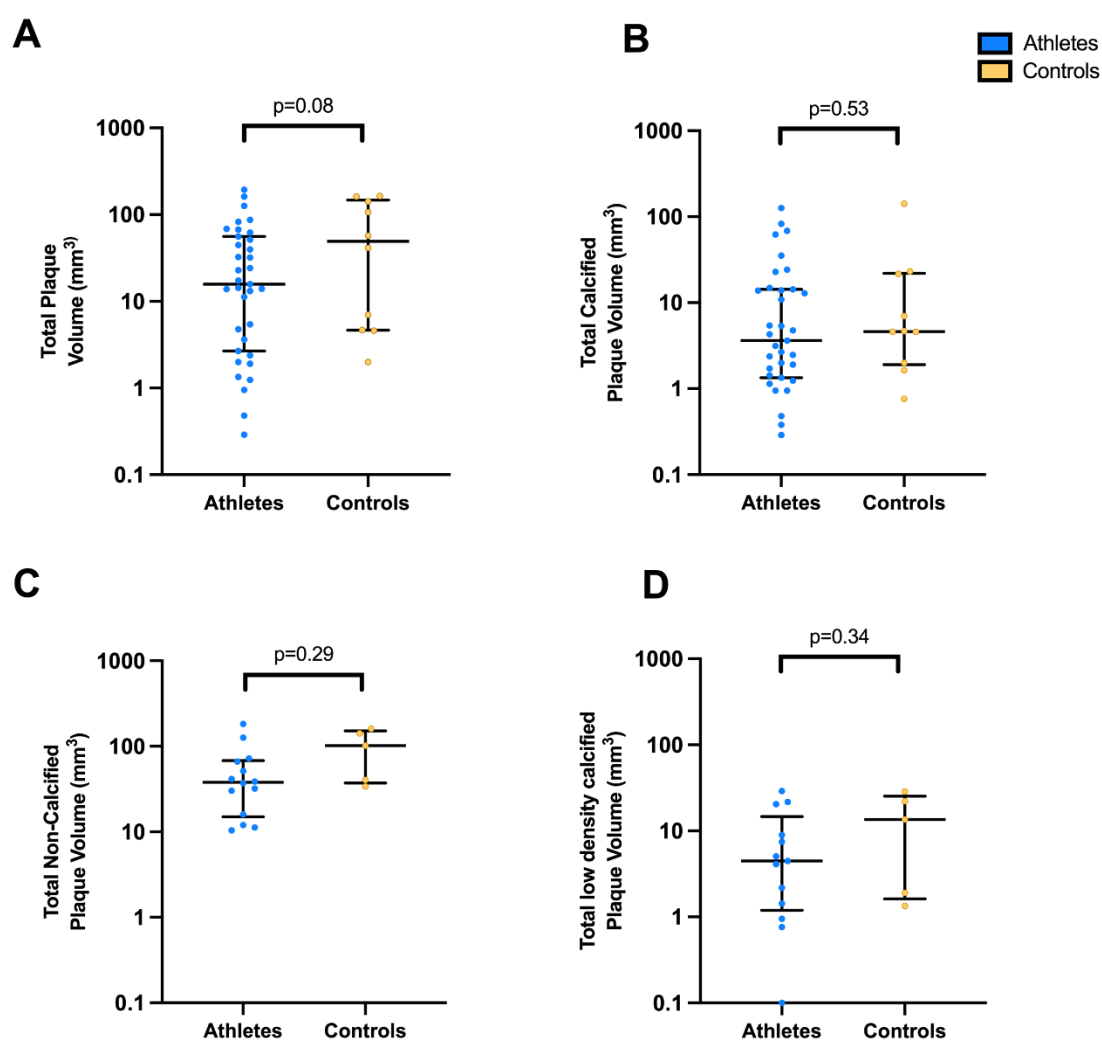 A
B
Athletes
Controls
p=0.08
1000
100
10
1
0.1
Total Plaque
Volume (mm³)
Athletes
Controls
p=0.53
1000
100
10
1
0.1
Total Calcified
Plaque Volume (mm³)
Athletes
Controls
C
D
p=0.29
1000
100
10
1
0.1
Total Non-Calcified
Plaque Volume (mm³)
Athletes
Controls
p=0.34
1000
100
10
1
0.1
Total low density calcified
Plaque Volume (mm³)
Athletes
Controls